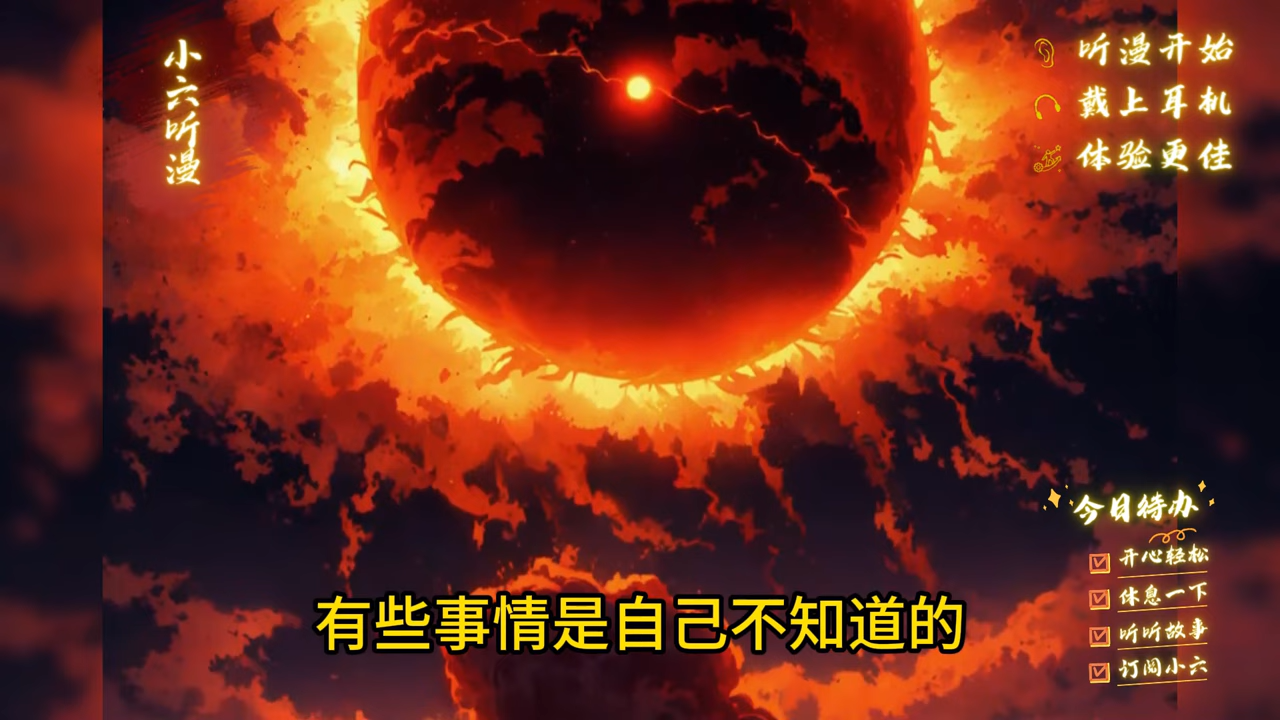 小六听漫
听漫开始
戴上耳机
体验更佳
今日待办
开心轻松
休息一下
听听故事
订阅小六
有些事情是自己不知道的